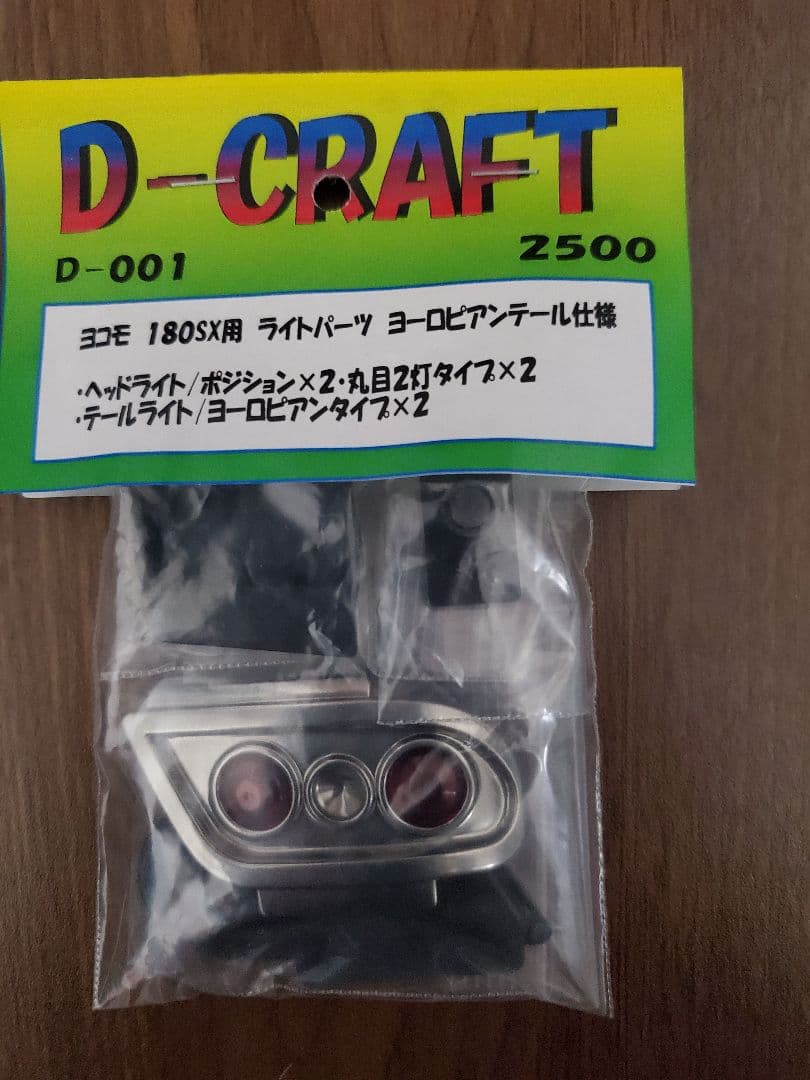 D-CRAFT
D-001 2500
ヨコモ 180SX用 ライトパーツ ヨーロピアンテール仕様
・ヘッドライト/ポジション×2・丸目2灯タイプ×2
・テールライト/ヨーロピアンタイプ×2